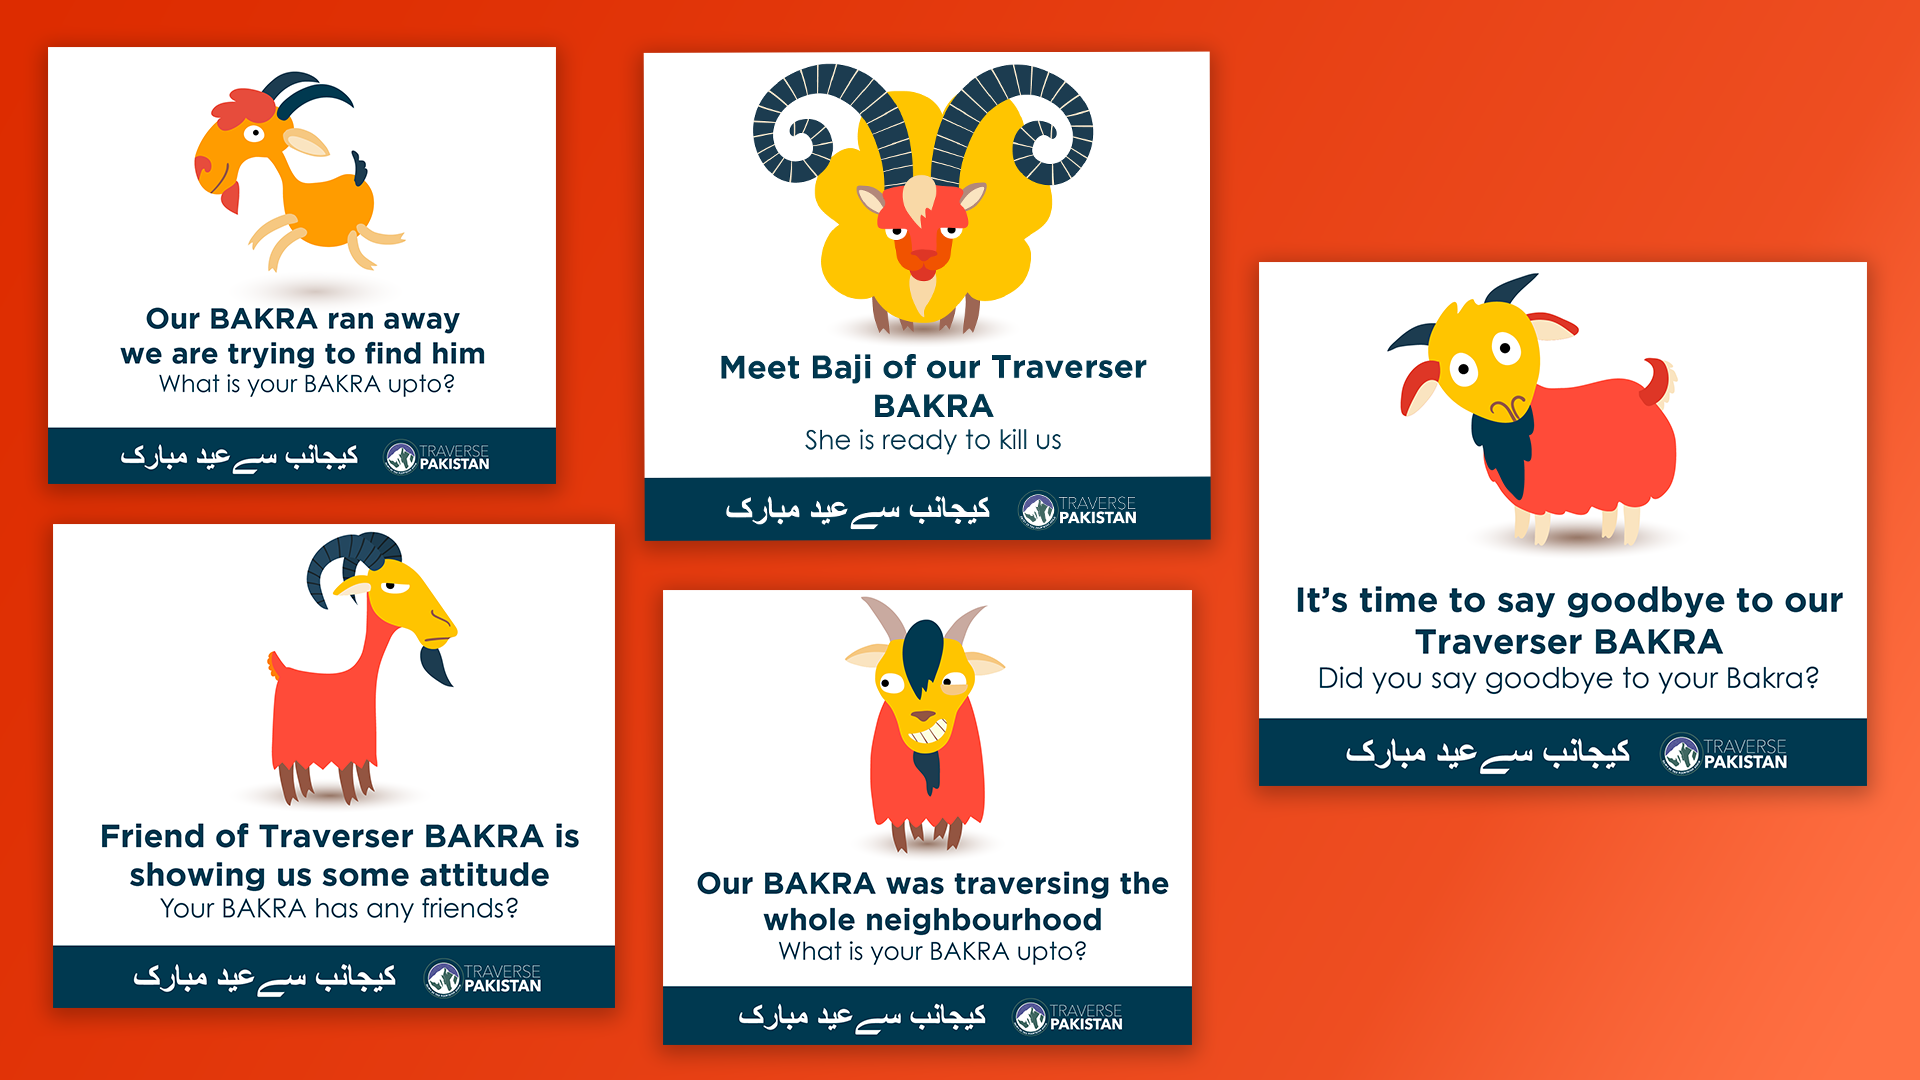 Our BAKRA ran away
we are trying to find him
What is your BAKRA upto?
کیجانب سے عید مبارک
TRAVERSE
PAKISTAN
Meet Baji of our Traverser
BAKRA
She is ready to kill us
کیجانب سے عید مبارک
TRAVERSE
PAKISTAN
It's time to say goodbye to our
Traverser BAKRA
Did you say goodbye to your Bakra?
کیجانب سے عید مبارک
TRAVERSE
PAKISTAN
Friend of Traverser BAKRA is
showing us some attitude
Your BAKRA has any friends?
کیجانب سے عید مبارک
TRAVERSE
PAKISTAN
Our BAKRA was traversing the
whole neighbourhood
What is your BAKRA upto?
کیجانب سے عید مبارک
TRAVERSE
PAKISTAN